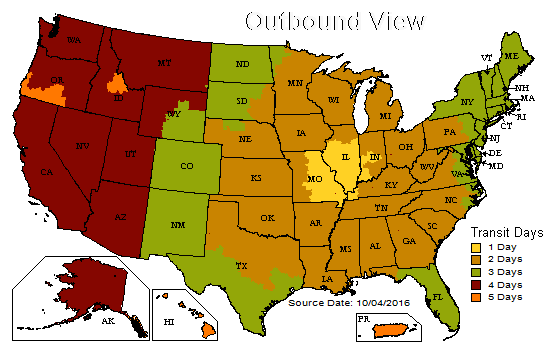 Outbound View
WA
MT
ND
MN
VT
ME
OR
ID
WY
SD
WI
MI
NY
NH
MA
RI
CT
NV
UT
CO
NE
IA
IL
IN
OH
PA
NJ
DE
MD
CA
KS
MO
WV
VA
KY
AZ
NM
OK
AR
TN
NC
SC
TX
LA
MS
AL
GA
FL
Transit Days
1 Day
2 Days
3 Days
4 Days
5 Days
Source Date: 10/04/2016
AK
HI
PR